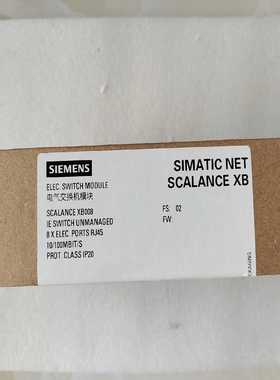 SIEMENS
SIMATIC NET
SCALANCE XB
ELEC. SWITCH MODULE
电气交换机模块
SCALANCE XB008
IE SWITCH UNMANAGED
8 X ELEC. PORTS RJ45
10/100MBIT/S
PROT. CLASS IP20
FS: 02
FW: